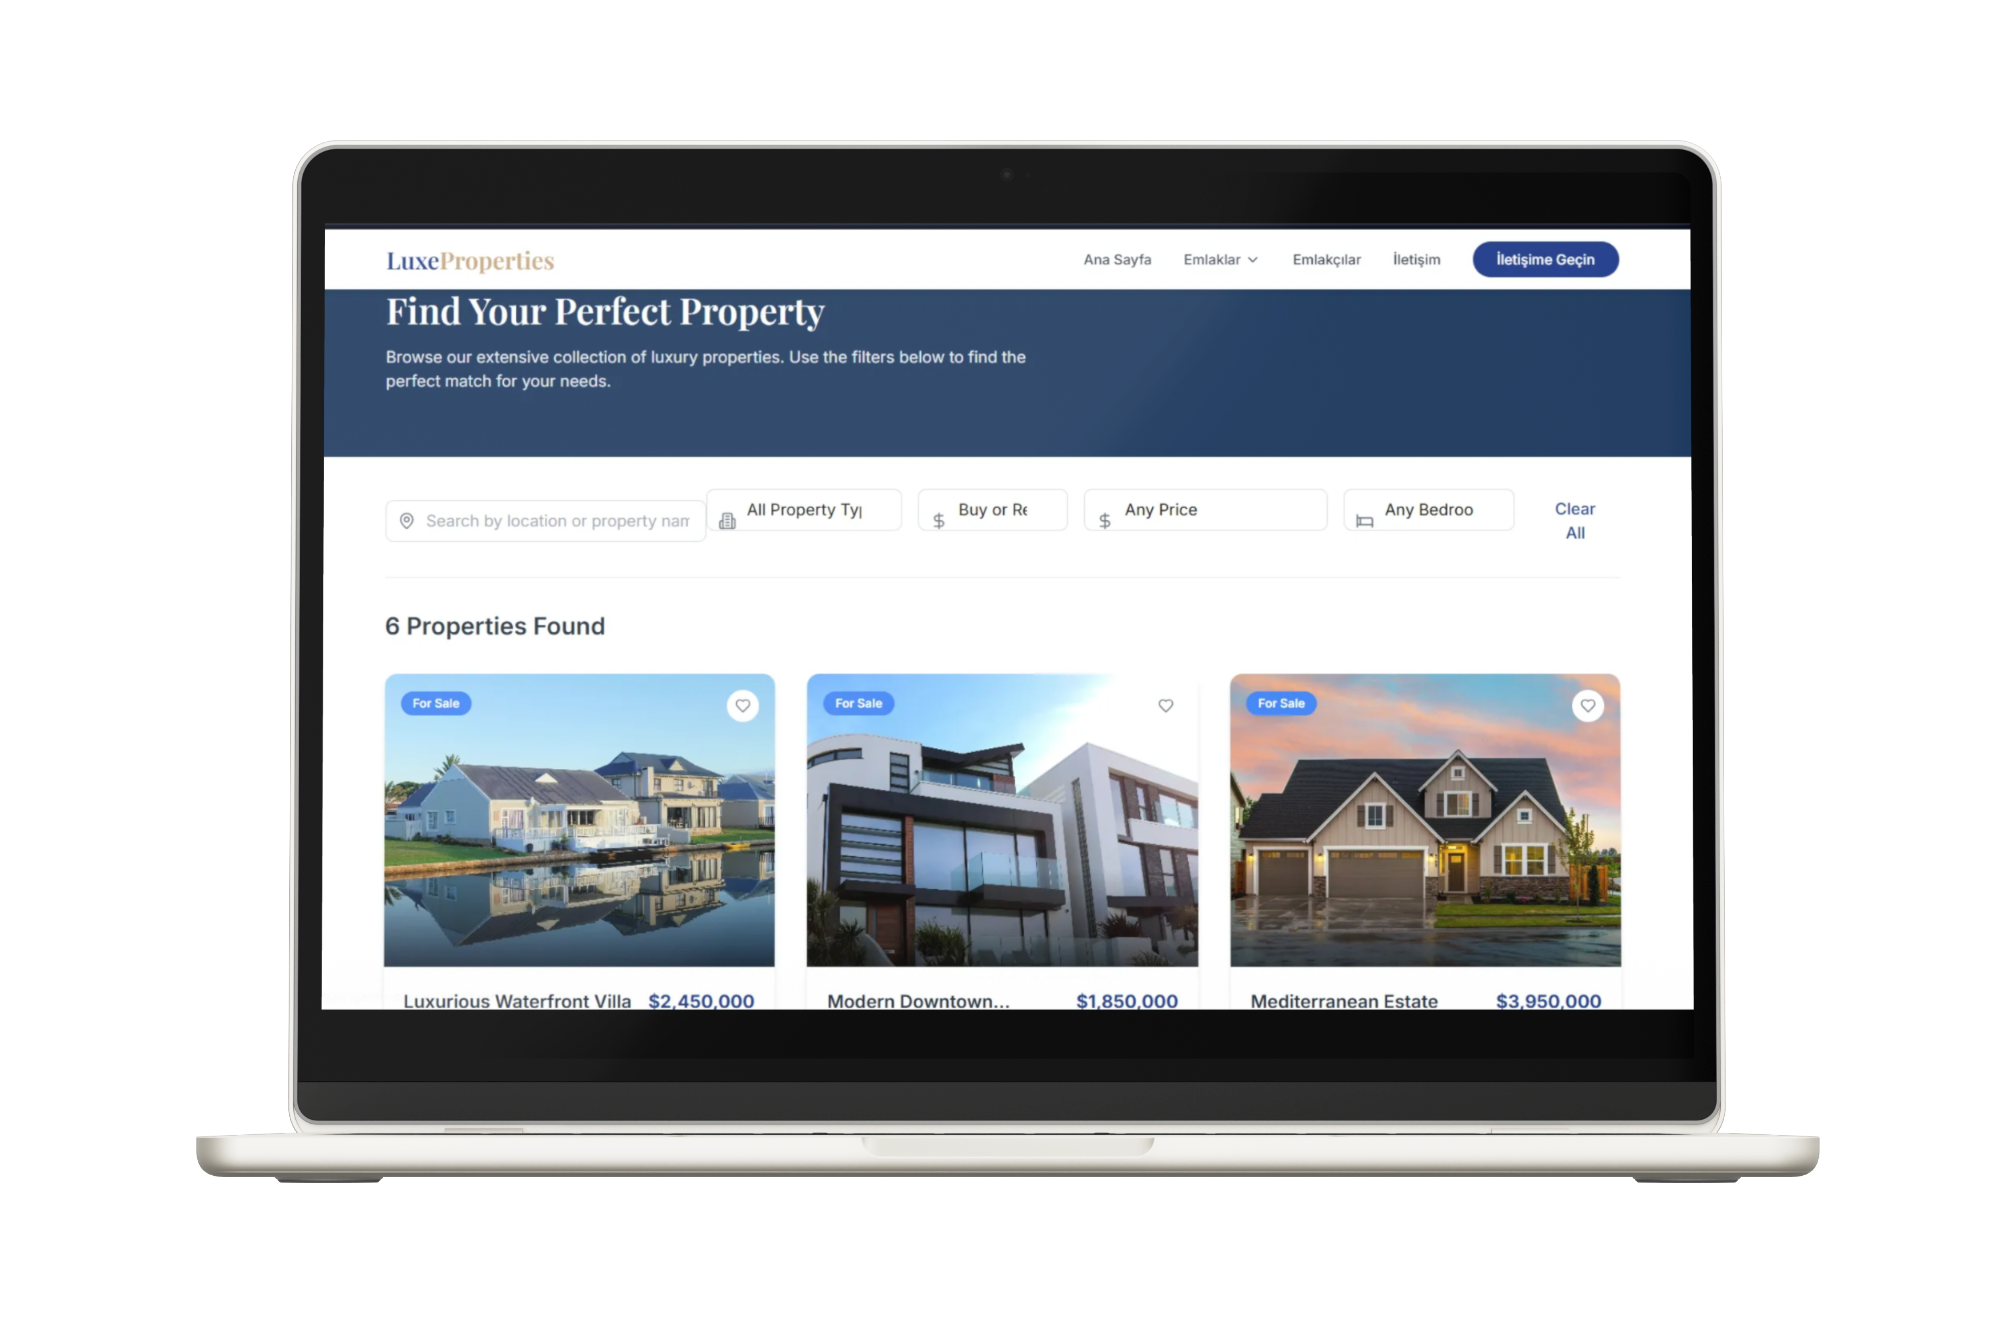 LuxeProperties
Ana Sayfa
Emlaklar
Emlakçılar
İletişim
İletişime Geçin
Find Your Perfect Property
Browse our extensive collection of luxury properties. Use the filters below to find the
perfect match for your needs.
Search by location or property nam
All Property Typ
Buy or Re
Any Price
Any Bedroo
Clear
All
6 Properties Found
For Sale
For Sale
For Sale
Luxurious Waterfront Villa $2,450,000
Modern Downtown... $1,850,000
Mediterranean Estate $3,950,000